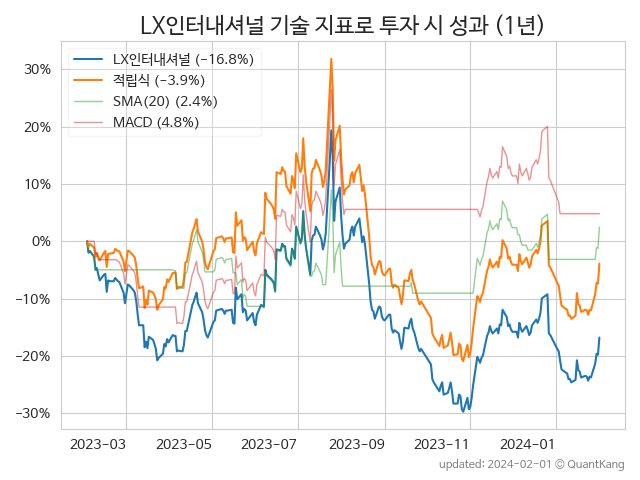 LX인터내셔널 기술 지표로 투자 시 성과 (1년)
LX인터내셔널 (−16.8%)
적립식 (−3.9%)
SMA(20) (2.4%)
MACD (4.8%)
30%
20%
10%
0%
−10%
−20%
−30%
2023-03 2023-05 2023-07 2023-09 2023-11 2024-01
updated: 2024-02-01 © QuantKang